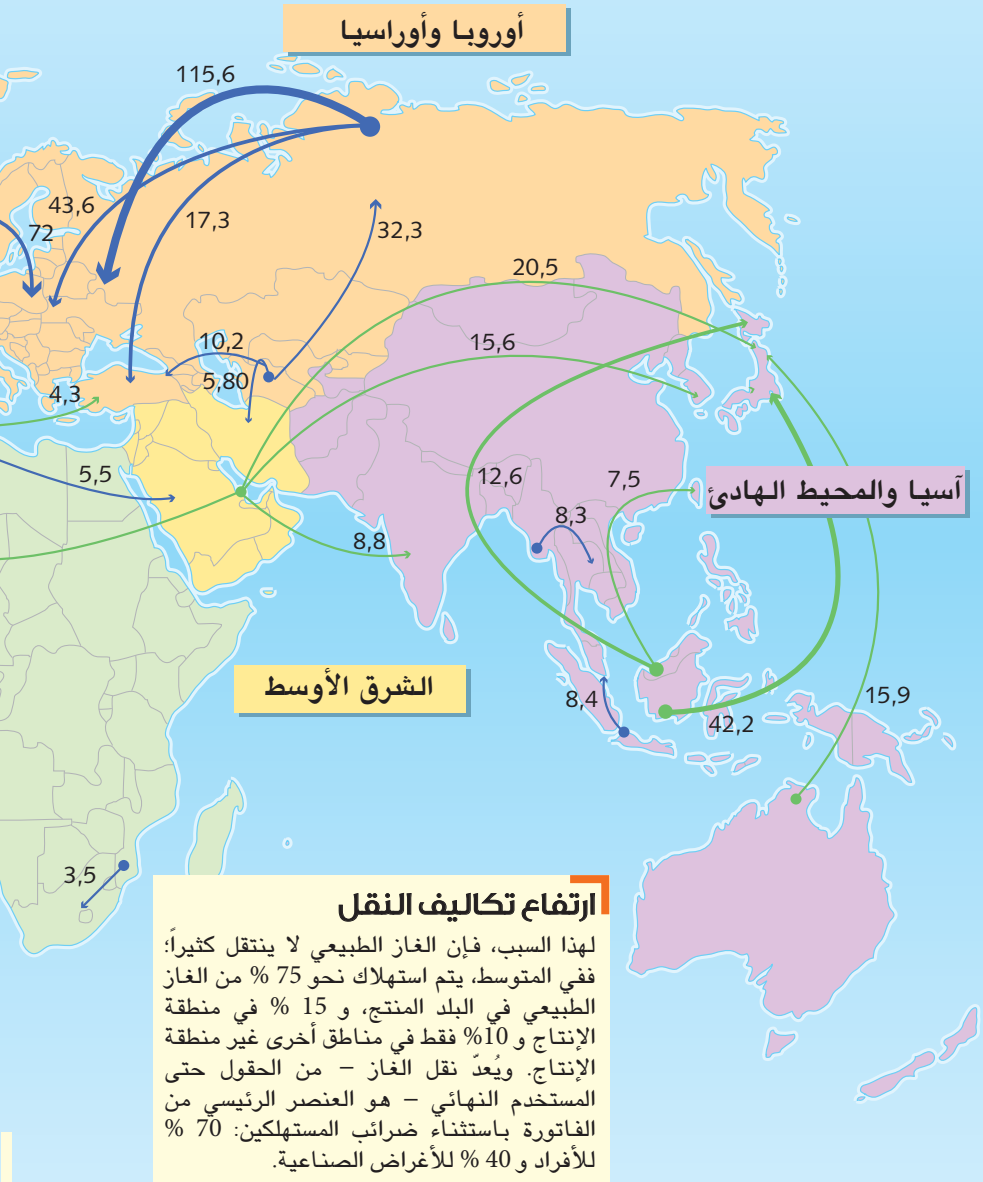 أوروبا وأوراسيا
115,6
43,6
72
17,3
32,3
20,5
10,2
15,6
5,80
4,3
5,5
12,6
7,5
آسيا والمحيط الهادئ
8,3
8,8
الشرق الأوسط
8,4
42,2
15,9
3,5
ارتفاع تكاليف النقل
لهذا السبب، فإن الغاز الطبيعي لا ينتقل كثيراً؛
ففي المتوسط، يتم استهلاك نحو 75 % من الغاز
الطبيعي في البلد المنتج، و 15 % في منطقة
الإنتاج و 10% فقط في مناطق أخرى غير منطقة
الإنتاج. ويُعدّ نقل الغاز – من الحقول حتى
المستخدم النهائي – هو العنصر الرئيسي من
الفاتورة باستثناء ضرائب المستهلكين: 70 %
للأفراد و 40 % للأغراض الصناعية.